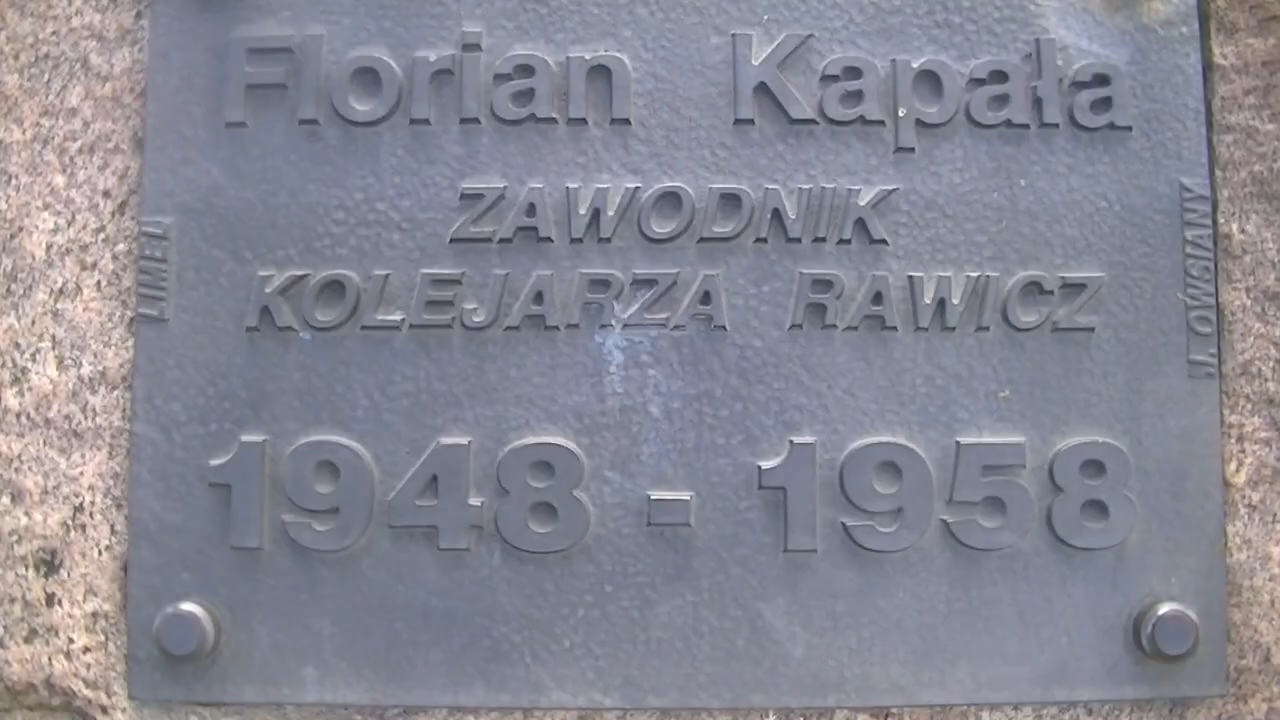 Florian Kapała
ZAWODNIK
KOLEJARZA RAWICZ
1948 - 1958
LIMED
J. OWSIANY